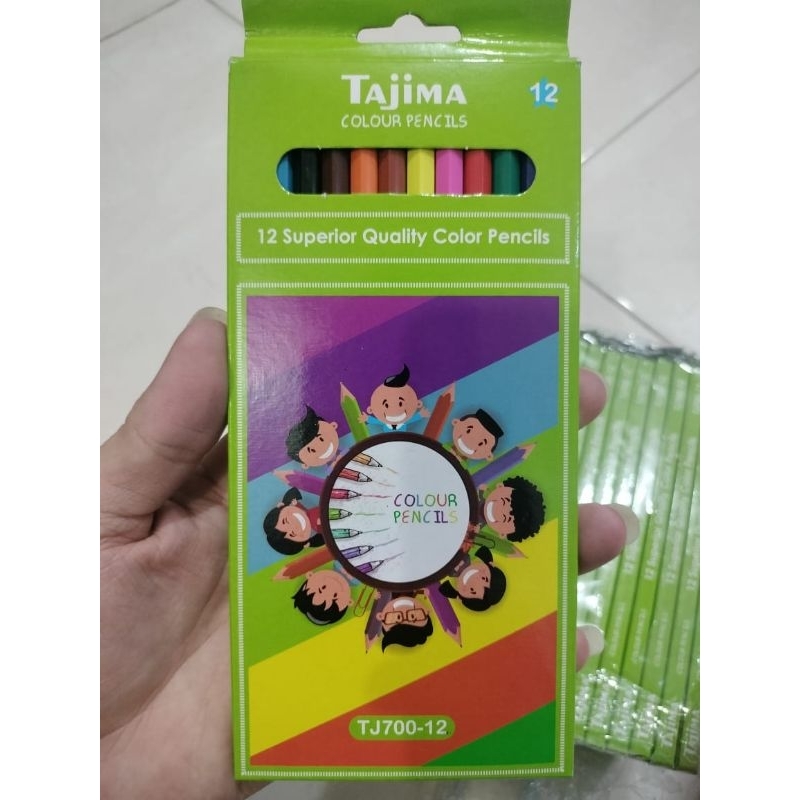 TAJIMA
COLOUR PENCILS
12
12 Superior Quality Color Pencils
COLOUR
PENCILS
TJ700-12